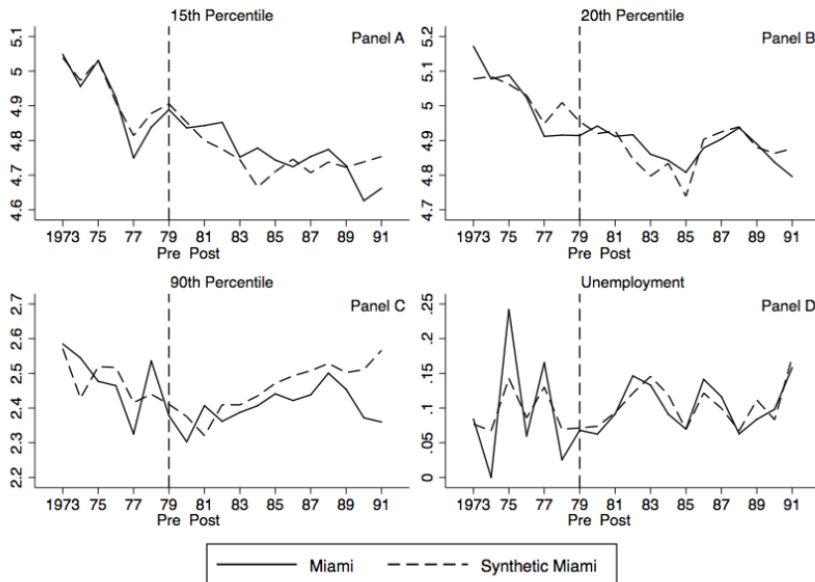 15th Percentile
Panel A
5.1
5
4.9
4.8
4.7
4.6
1973 75 77 79 81 83 85 87 89 91
Pre Post
20th Percentile
Panel B
5.2
5.1
5
4.9
4.8
4.7
1973 75 77 79 81 83 85 87 89 91
Pre Post
90th Percentile
Panel C
2.7
2.6
2.5
2.4
2.3
2.2
1973 75 77 79 81 83 85 87 89 91
Pre Post
Unemployment
Panel D
.25
.2
.15
.1
.05
0
1973 75 77 79 81 83 85 87 89 91
Pre Post
Miami Synthetic Miami